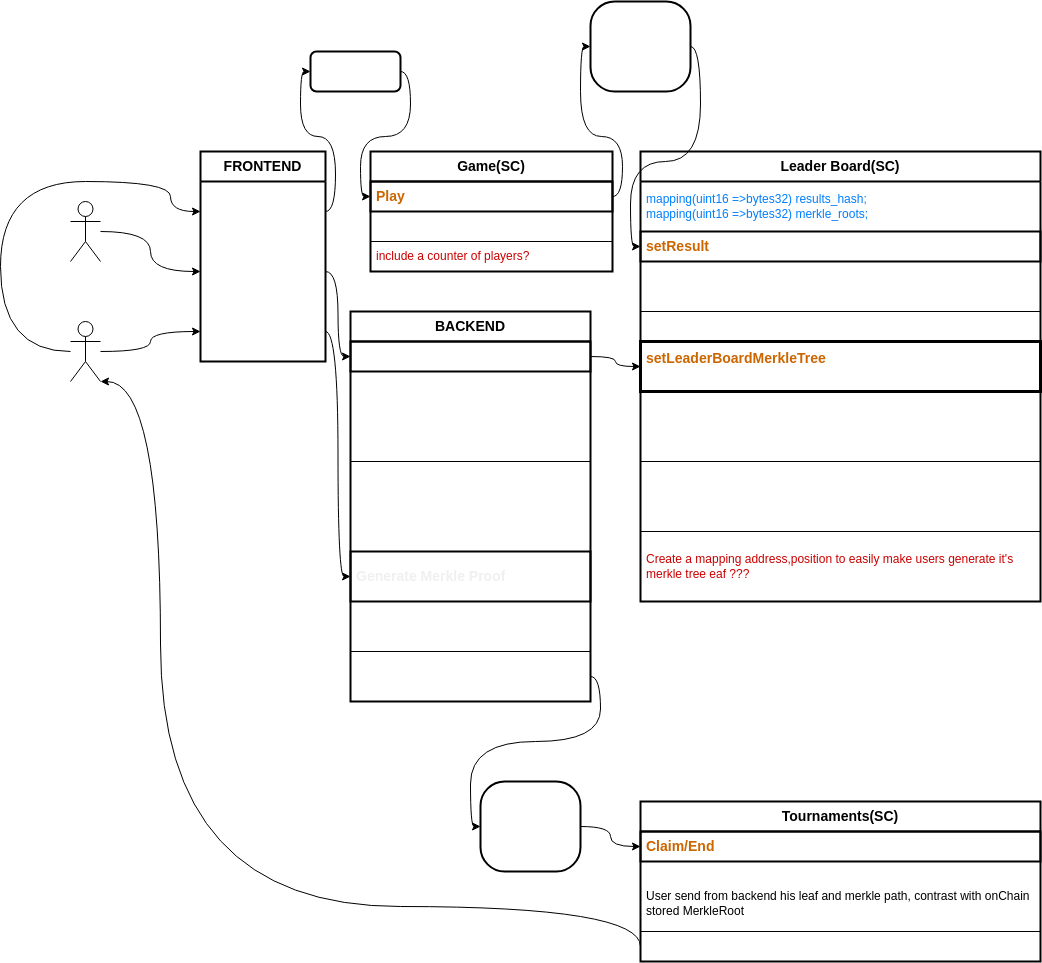 FRONTEND
Game(SC)
Play
include a counter of players?
Leader Board(SC)
mapping(uint16 =>bytes32) results_hash;
mapping(uint16 =>bytes32) merkle_roots;
setResult
setLeaderBoardMerkleTree
Create a mapping address,position to easily make users generate it's
merkle tree eaf ???
BACKEND
Generate Merkle Proof
Tournaments(SC)
Claim/End
User send from backend his leaf and merkle path, contrast with onChain
stored MerkleRoot